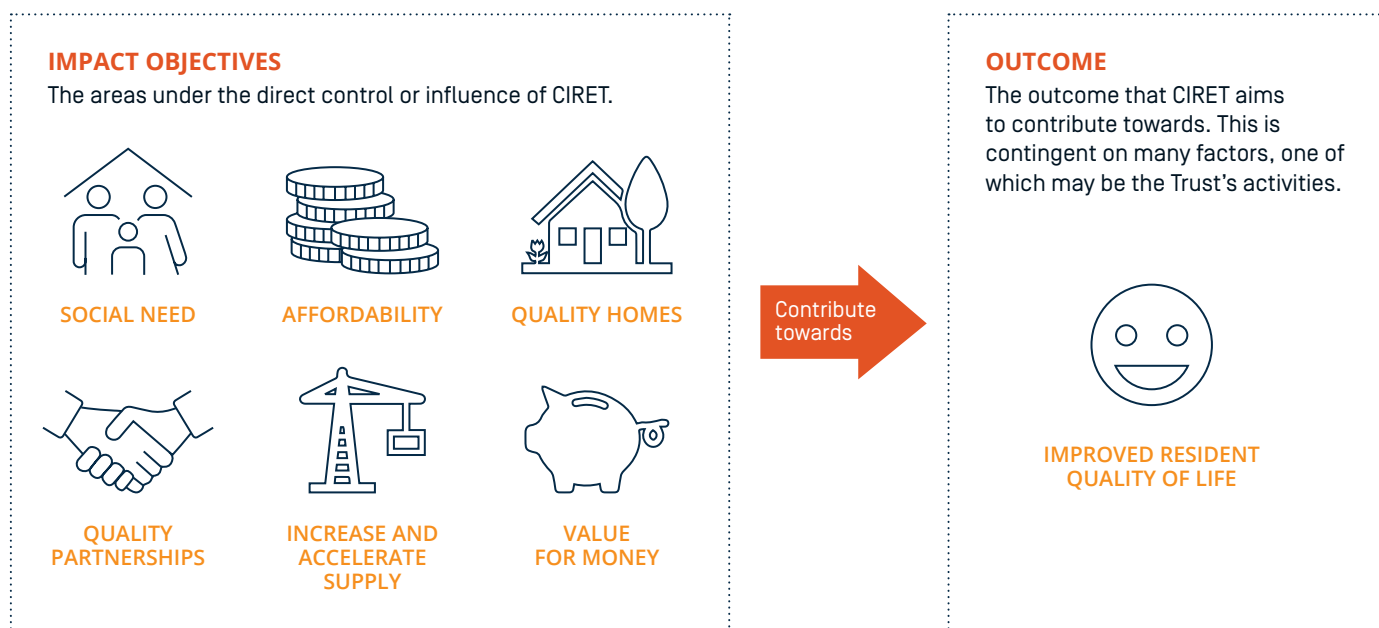 IMPACT OBJECTIVES
The areas under the direct control or influence of CIRET.
SOCIAL NEED
AFFORDABILITY
QUALITY HOMES
QUALITY
PARTNERSHIPS
INCREASE AND
ACCELERATE
SUPPLY
VALUE
FOR MONEY
Contribute
towards
OUTCOME
The outcome that CIRET aims
to contribute towards. This is
contingent on many factors, one of
which may be the Trust’s activities.
IMPROVED RESIDENT
QUALITY OF LIFE